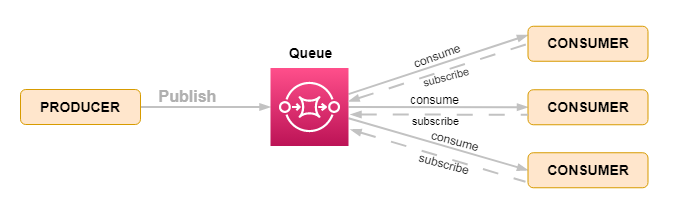 Queue
PRODUCER
Publish
consume
subscribe
CONSUMER
consume
subscribe
CONSUMER
consume
subscribe
CONSUMER